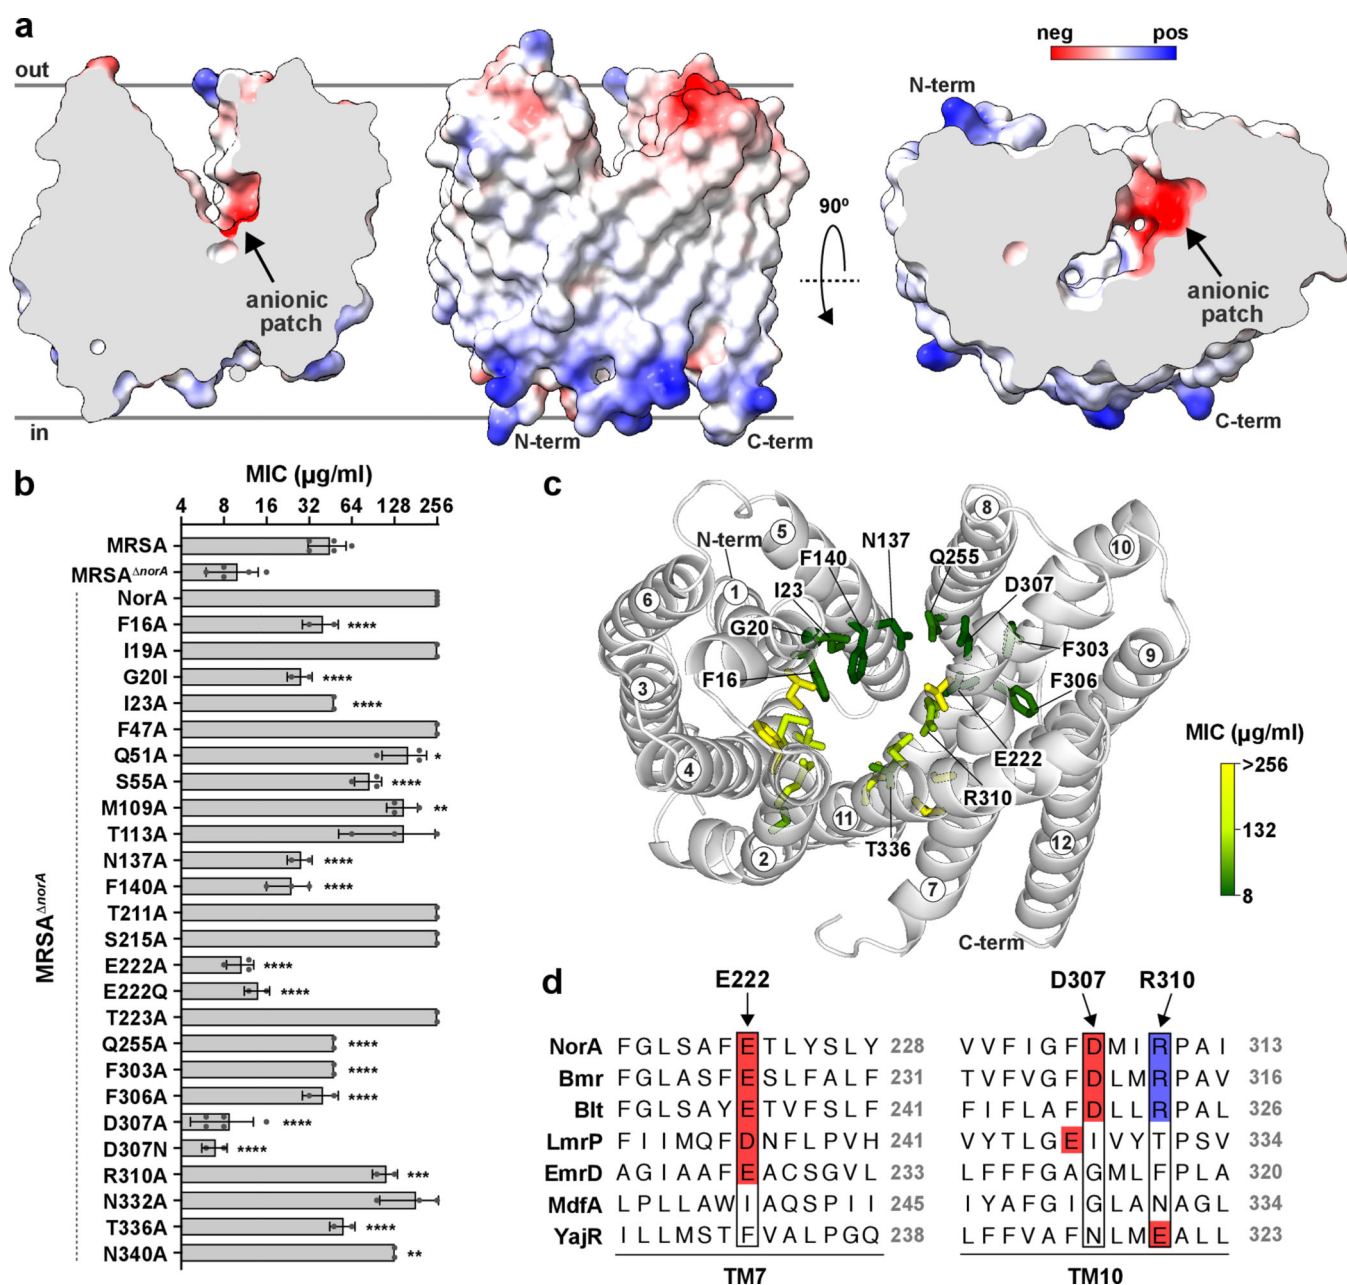 a
neg pos
out
N-term
90º
anionic
patch
anionic
patch
in
N-term
C-term
C-term
b
MIC (µg/ml)
4 8 16 32 64 128 256
MRSA
MRSAΔnorA
NorA
F16A ****
I19A
G20I ****
I23A ****
F47A
Q51A *
S55A ****
M109A **
T113A
N137A ****
F140A ****
T211A
S215A
E222A ****
E222Q ****
T223A
Q255A ****
F303A ****
F306A ****
D307A ****
D307N ****
R310A ***
N332A
T336A ****
N340A **
MRSAΔnorA
c
N-term
5
F140
N137
8
Q255
10
D307
I23
1
6
G20
F303
9
F16
3
F306
4
E222
R310
11
T336
2
12
7
C-term
MIC (µg/ml)
>256
132
8
d
E222 D307 R310
NorA F G L S A F E T L Y S L Y 228 V V F I G F D M I R P A I 313
Bmr F G L A S F E S L F A L F 231 T V F V G F D L M R P A V 316
Blt F G L S A Y E T V F S L F 241 F I F L A F D L L R P A L 326
LmrP F I I M Q F D N F L P V H 241 V Y T L G E I V Y T P S V 334
EmrD A G I A A F E A C S G V L 233 L F F F G A G M L F P L A 320
MdfA L P L L A W I A Q S P I I 245 I Y A F G I G L A N A G L 334
YajR I L L M S T F V A L P G Q 238 L F F V A F N L M E A L L 323
TM7 TM10